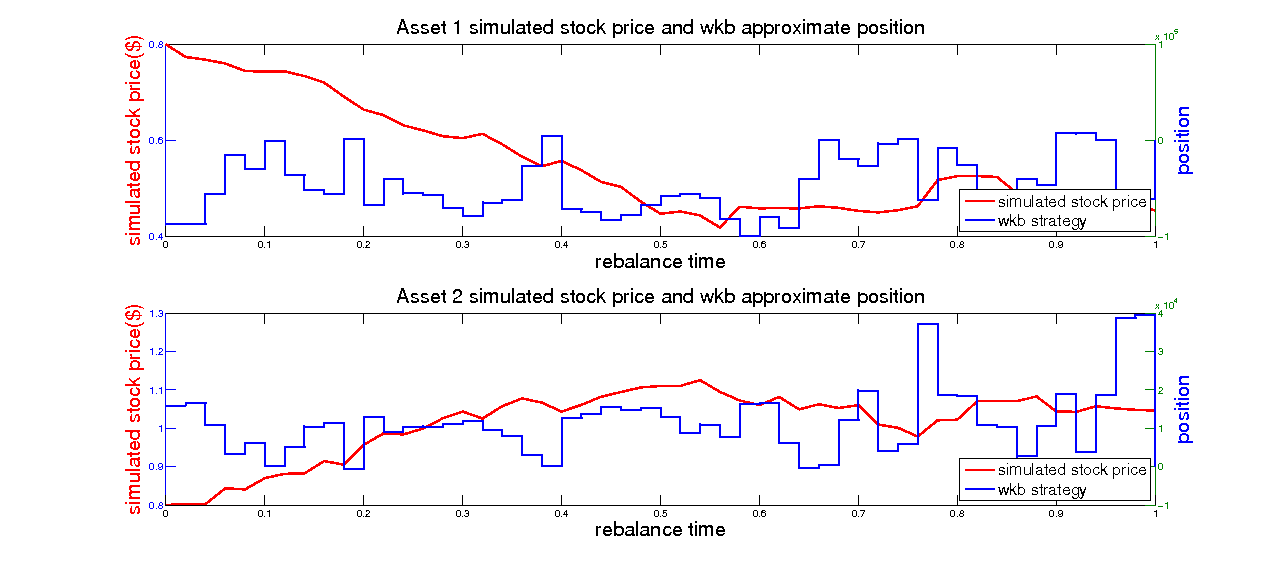 Asset 1 simulated stock price and wkb approximate position
x 10^5
simulated stock price($)
0.8
0.6
0.4
1
0
-1
position
simulated stock price
wkb strategy
0 0.1 0.2 0.3 0.4 0.5 0.6 0.7 0.8 0.9 1
rebalance time
Asset 2 simulated stock price and wkb approximate position
x 10^4
simulated stock price($)
1.3
1.2
1.1
1
0.9
0.8
4
3
2
1
0
-1
position
simulated stock price
wkb strategy
0 0.1 0.2 0.3 0.4 0.5 0.6 0.7 0.8 0.9 1
rebalance time